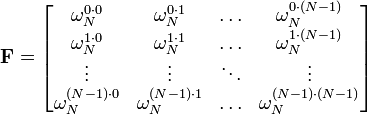 \mathbf{F} = \begin{bmatrix}
\omega_N^{0 \cdot 0} & \omega_N^{0 \cdot 1} & \ldots & \omega_N^{0 \cdot (N-1)} \\
\omega_N^{1 \cdot 0} & \omega_N^{1 \cdot 1} & \ldots & \omega_N^{1 \cdot (N-1)} \\
\vdots & \vdots & \ddots & \vdots \\
\omega_N^{(N-1) \cdot 0} & \omega_N^{(N-1) \cdot 1} & \ldots & \omega_N^{(N-1) \cdot (N-1)}
\end{bmatrix}